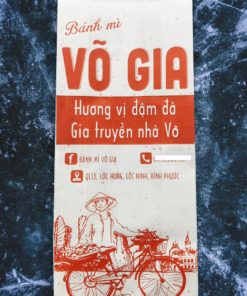 Bánh mì
VÕ GIA
Hương vị đậm đà
Gia truyền nhà Võ
BÁNH MÌ VÕ GIA
QL13, LỘC HƯNG, LỘC NINH, BÌNH PHƯỚC